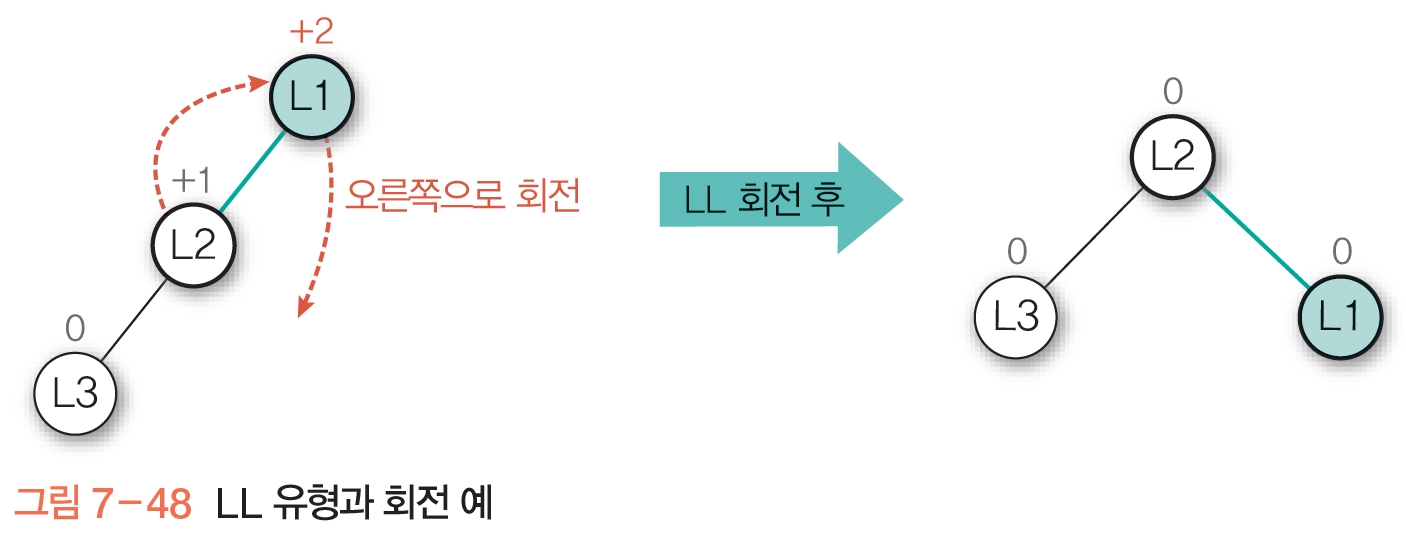 +2
L1
+1
오른쪽으로 회전
L2
0
L3
LL 회전 후
0
L2
0
L3
0
L1
그림 7-48 LL 유형과 회전 예